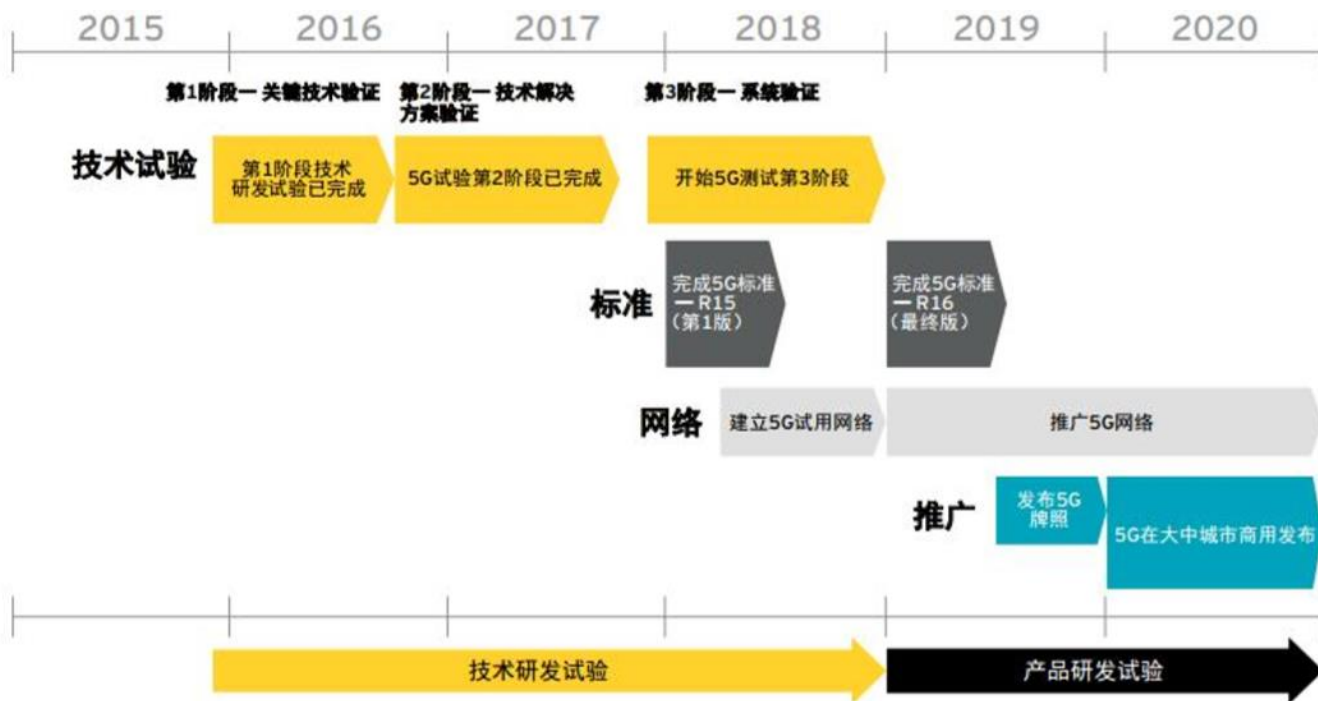 2015 2016 2017 2018 2019 2020
第1阶段一 关键技术验证
第2阶段一 技术解决
方案验证
第3阶段一 系统验证
技术试验
第1阶段技术
研发试验已完成
5G试验第2阶段已完成
开始5G测试第3阶段
标准
完成5G标准
一R15
（第1版）
完成5G标准
一R16
（最终版）
网络
建立5G试用网络
推广5G网络
推广
发布5G
牌照
5G在大中城市商用发布
技术研发试验
产品研发试验